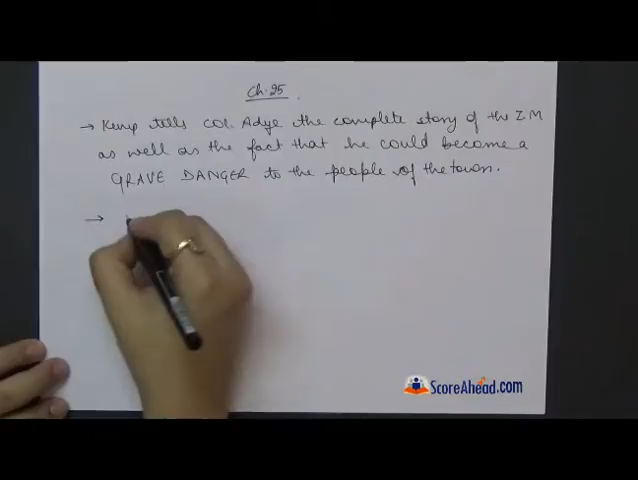 Ch. 25
→ Kemp tells Col. Adye the complete story of the IM
as well as the fact that he could become a
GRAVE DANGER to the people of the town.
→
ScoreAhead.com